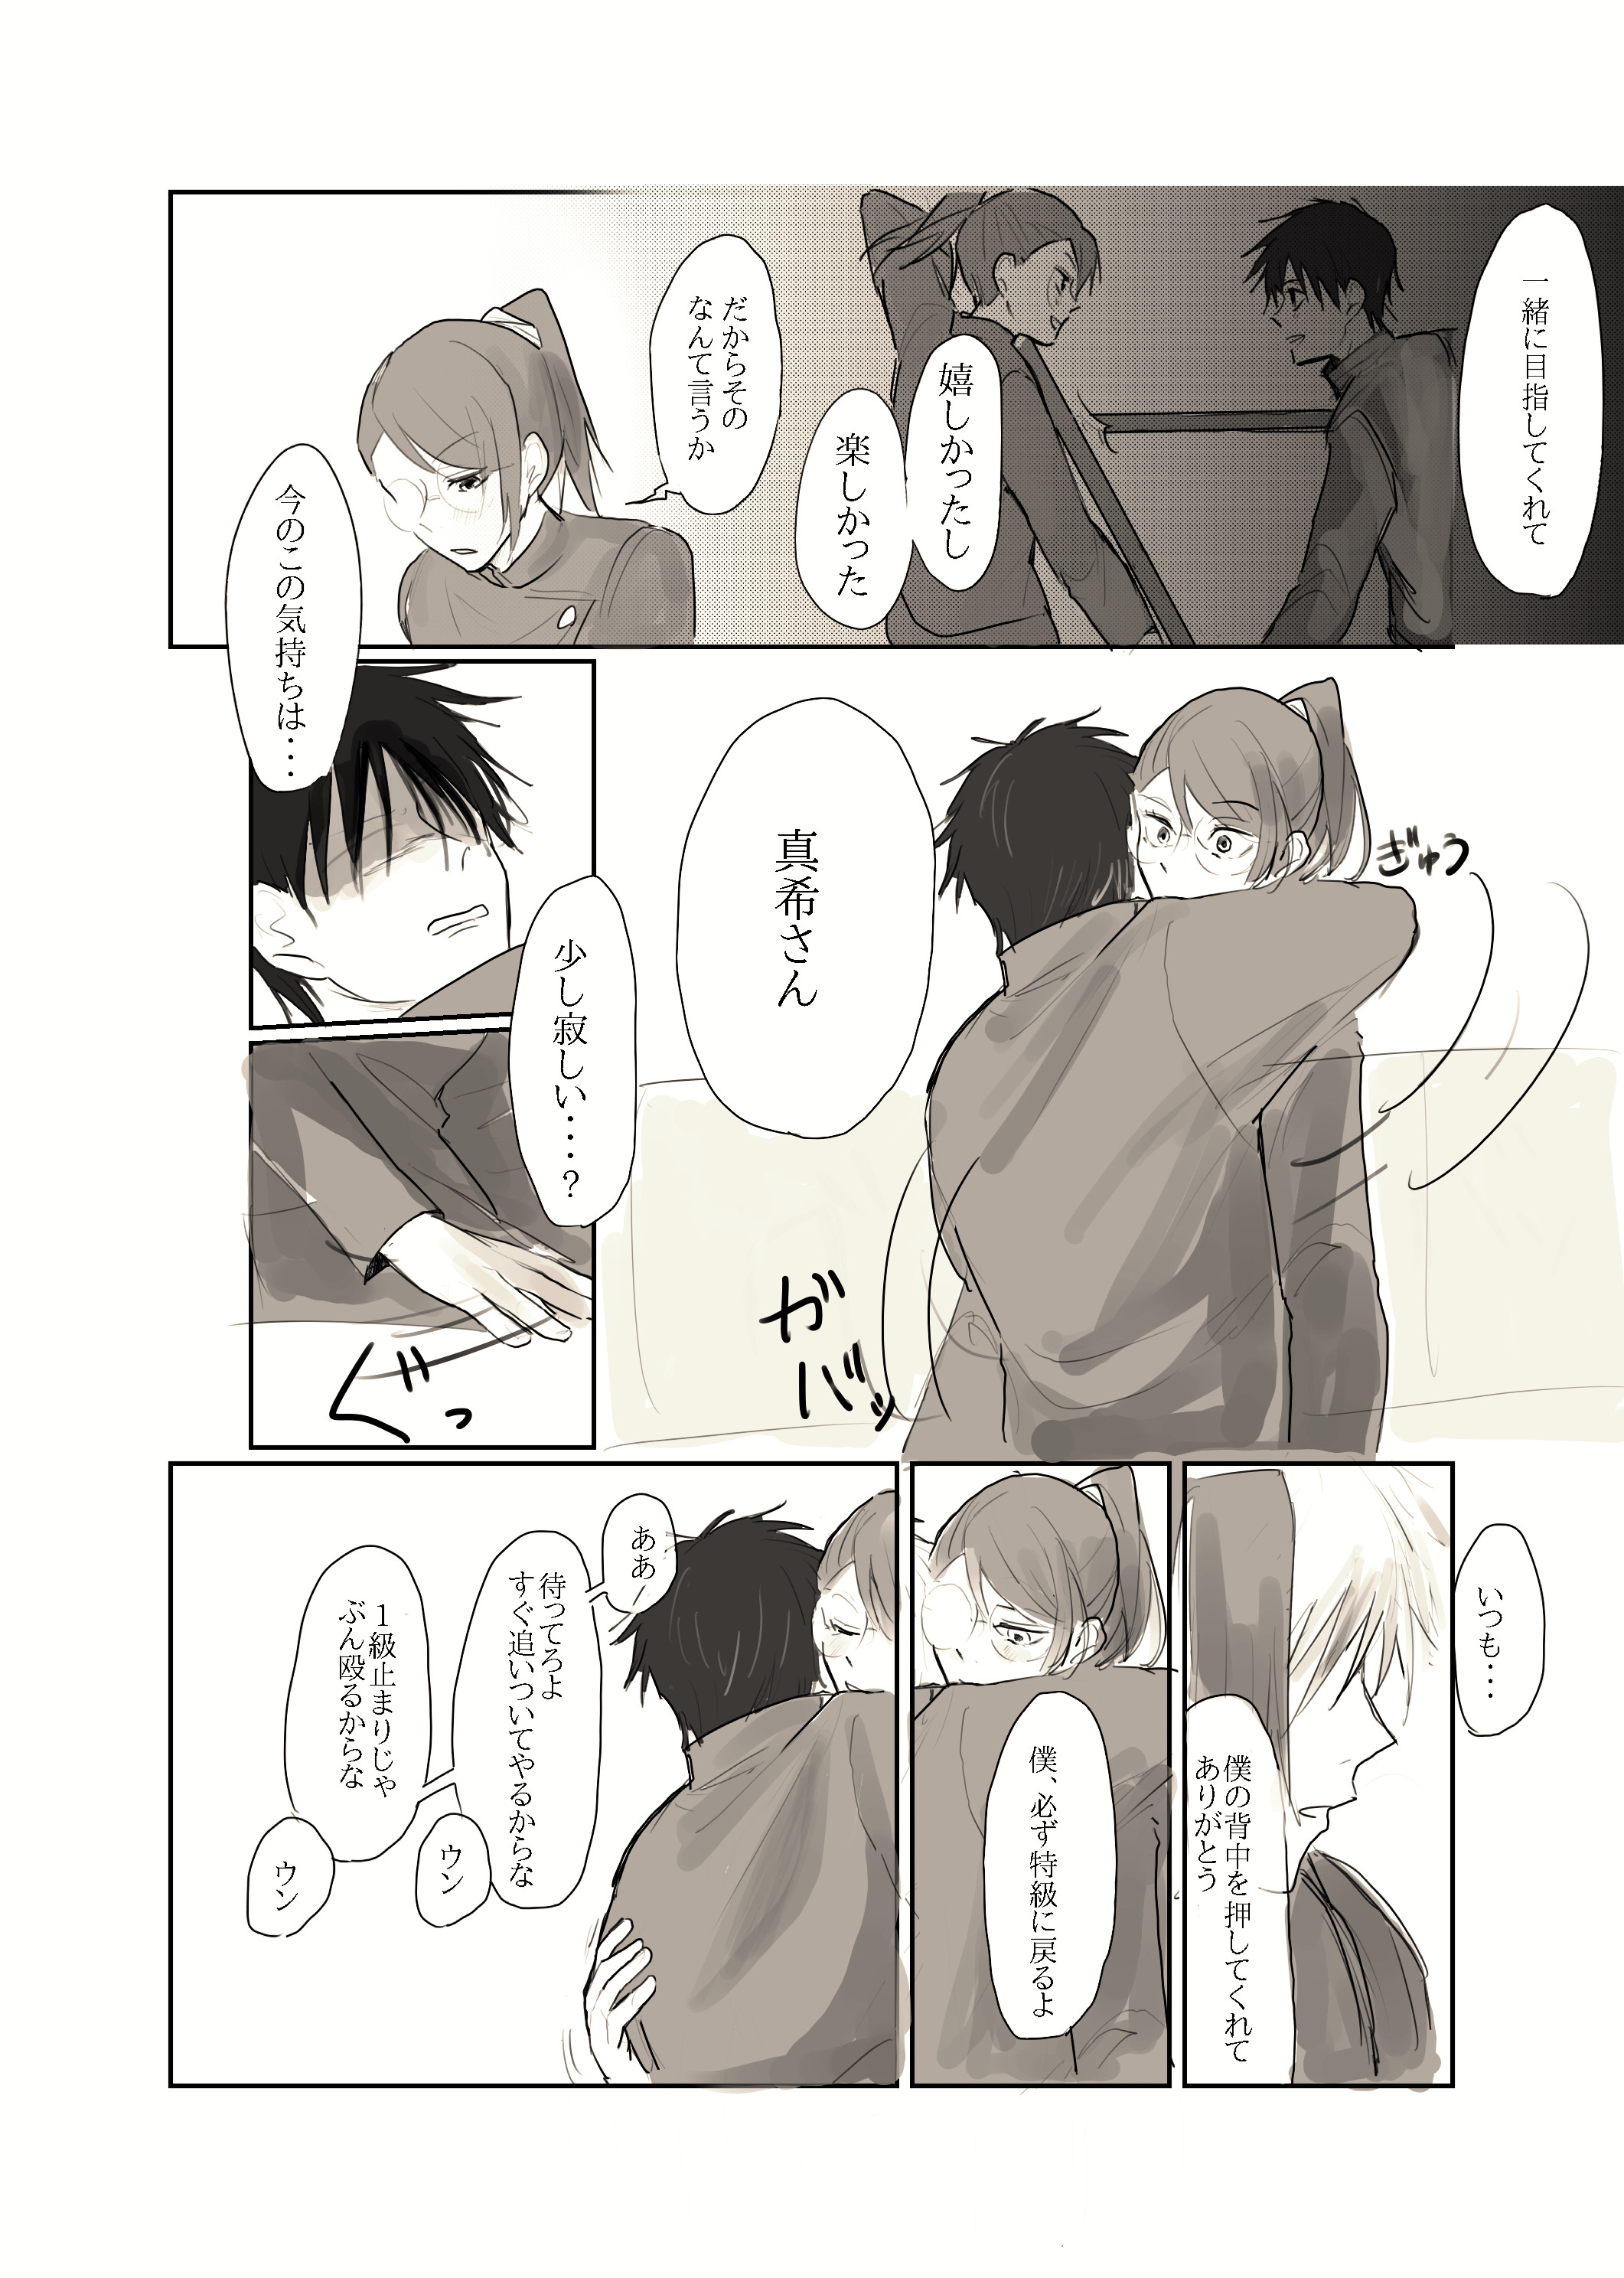 一緒に目指してくれて
嬉しかったし
楽しかった
だからその
なんて言うか
今のこの気持ちは・・・
少し寂しい・・・？
ぐっ
真希さん
ぎゅう
ガバッ
いつも・・・
僕の背中を押してくれて
ありがとう
僕、必ず特級に戻るよ
ああ
待ってろよ
すぐ追いついてやるからな
ウン
1級止まりじゃ
ぶん殴るからな
ウン